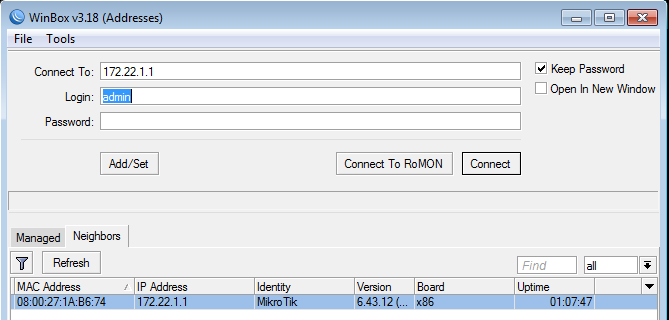 WinBox v3.18 (Addresses)
File Tools
Connect To: 172.22.1.1
Keep Password
Login: admin
Open In New Window
Password:
Add/Set Connect To RoMON Connect
Managed Neighbors
Refresh Find all
MAC Address / IP Address Identity Version Board Uptime
08:00:27:1A:B6:74 172.22.1.1 MikroTik 6.43.12 (... x86 01:07:47